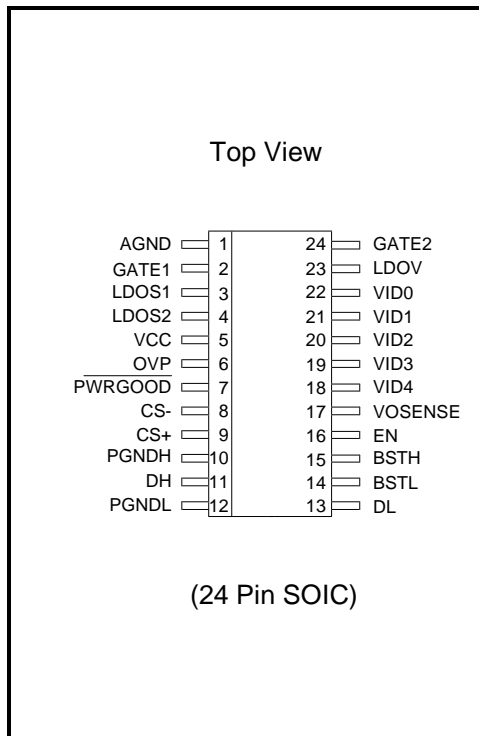 Top View
AGND 1 24 GATE2
GATE1 2 23 LDOV
LDOS1 3 22 VID0
LDOS2 4 21 VID1
VCC 5 20 VID2
OVP 6 19 VID3
PWRGOOD 7 18 VID4
CS- 8 17 VOSENSE
CS+ 9 16 EN
PGNDH 10 15 BSTH
DH 11 14 BSTL
PGNDL 12 13 DL
(24 Pin SOIC)